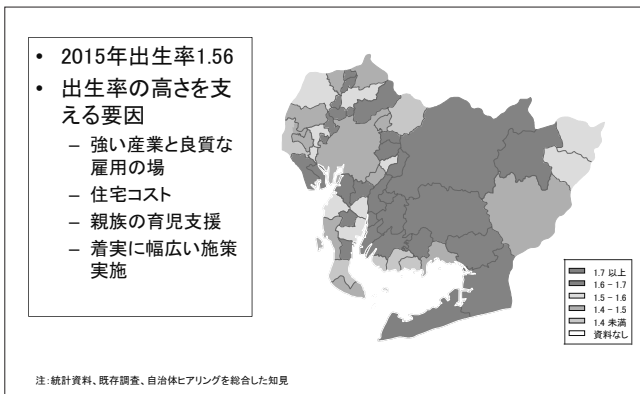 • 2015年出生率1.56
• 出生率の高さを支
える要因
– 強い産業と良質な
雇用の場
– 住宅コスト
– 親族の育児支援
– 着実に幅広い施策
実施
1.7 以上
1.6 - 1.7
1.5 - 1.6
1.4 - 1.5
1.4 未満
資料なし
注:統計資料、既存調査、自治体ヒアリングを総合した知見